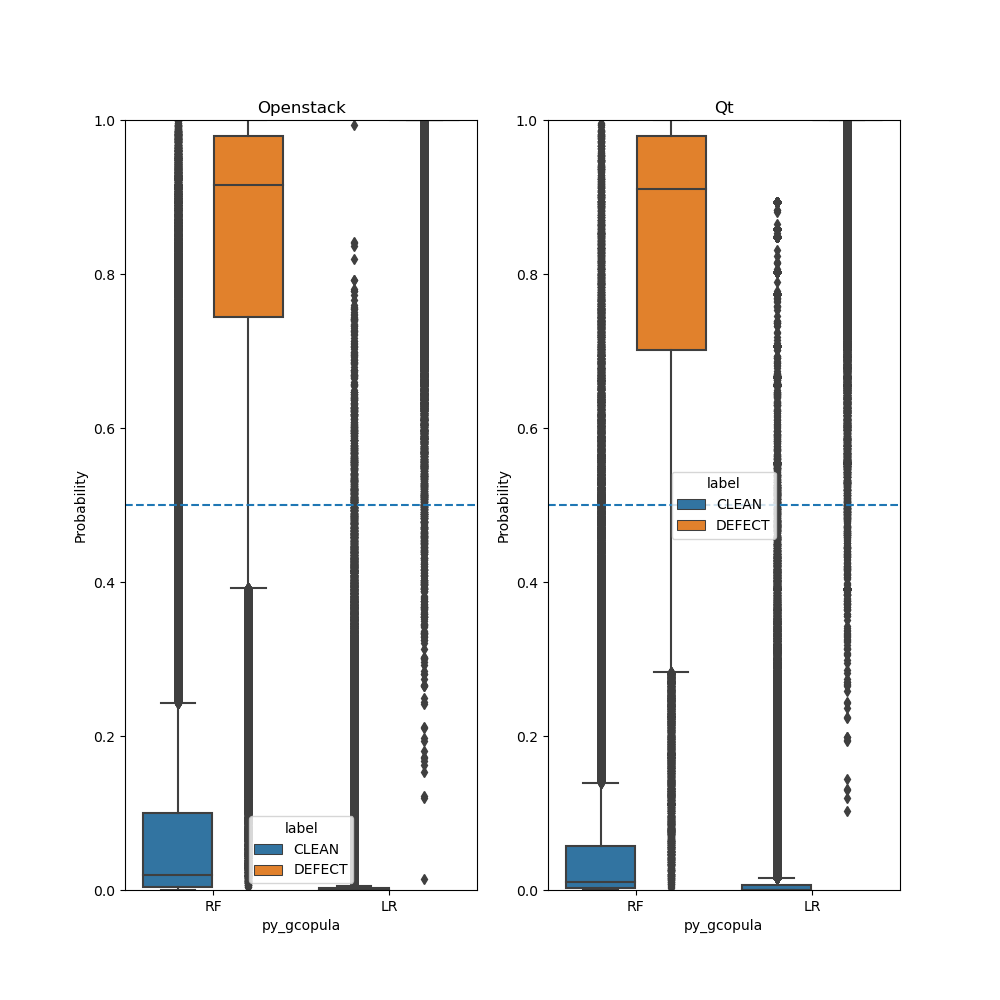 Openstack
1.0
0.8
0.6
0.4
0.2
0.0
Probability
label
CLEAN
DEFECT
RF
LR
py_gcopula
Qt
1.0
0.8
0.6
0.4
0.2
0.0
Probability
label
CLEAN
DEFECT
RF
LR
py_gcopula